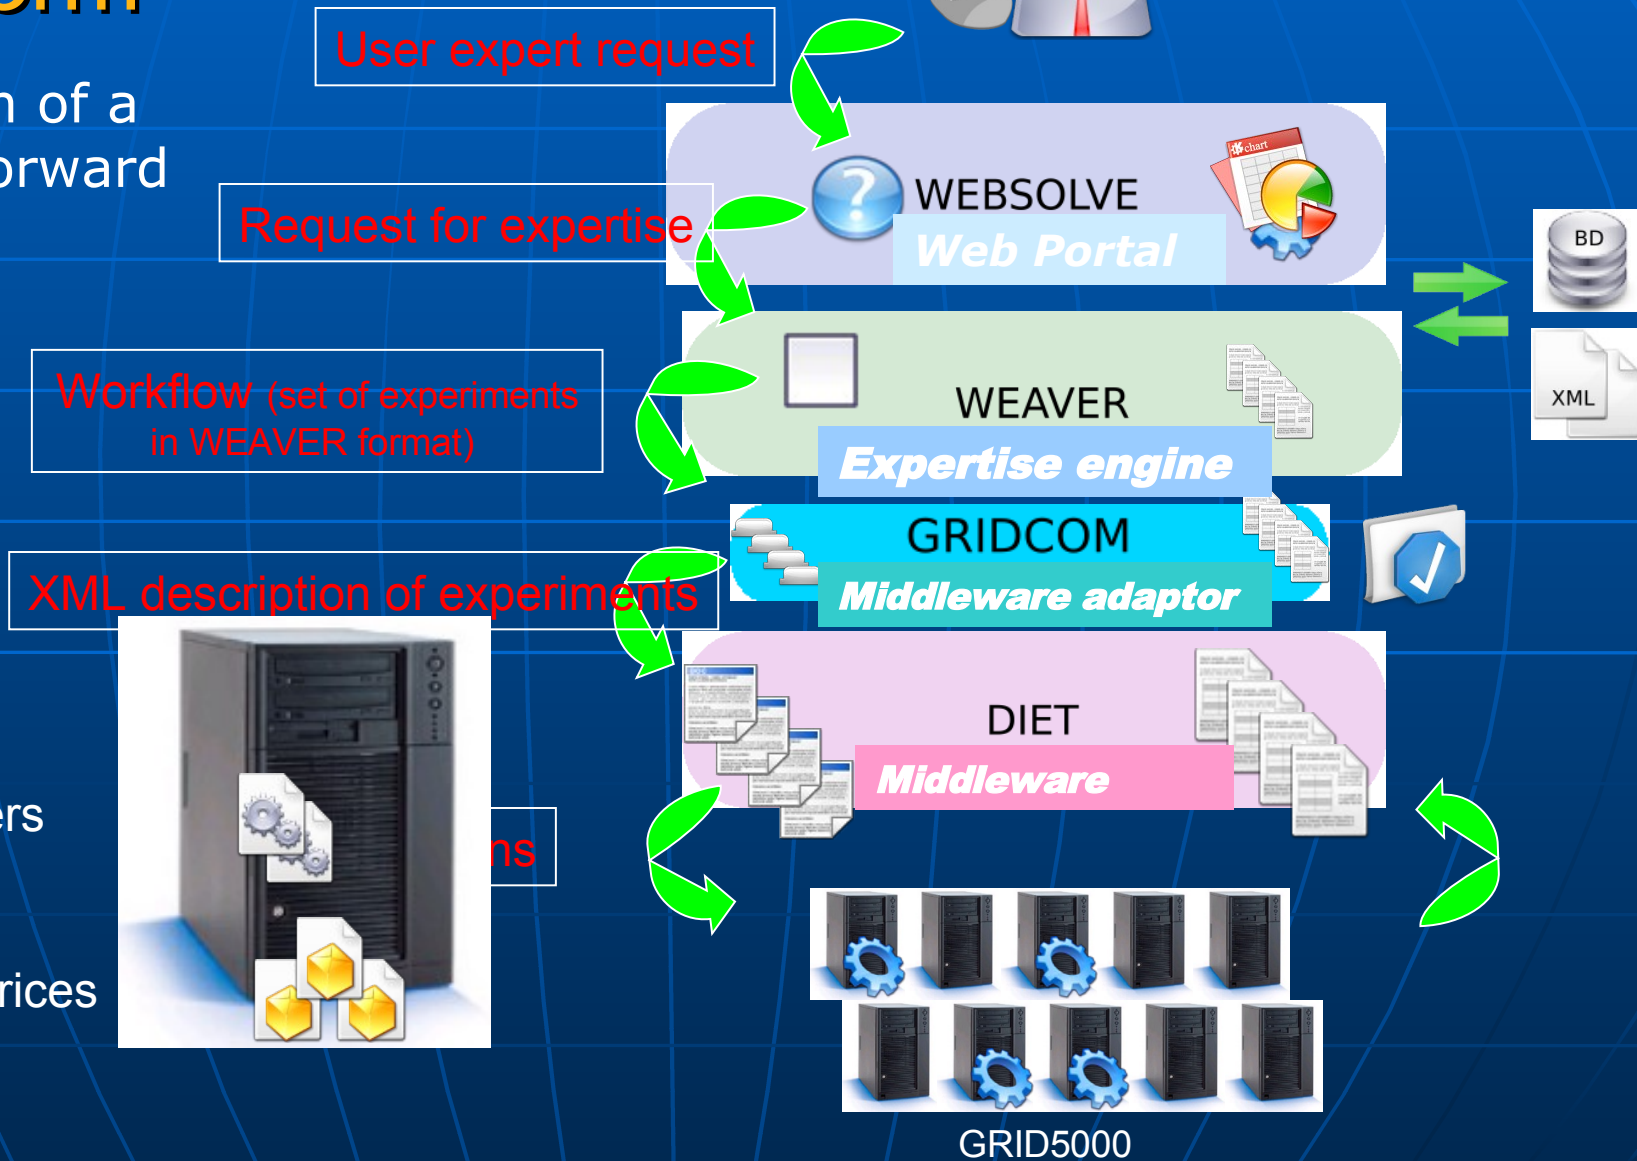 User expert request
n of a
orward
chart
WEBSOLVE
Request for expertise
Web Portal
BD
Workflow (set of experiments
in WEAVER format)
WEAVER
XML
Expertise engine
GRIDCOM
XML description of experiments
Middleware adaptor
DIET
Middleware
ers
ns
rices
GRID5000